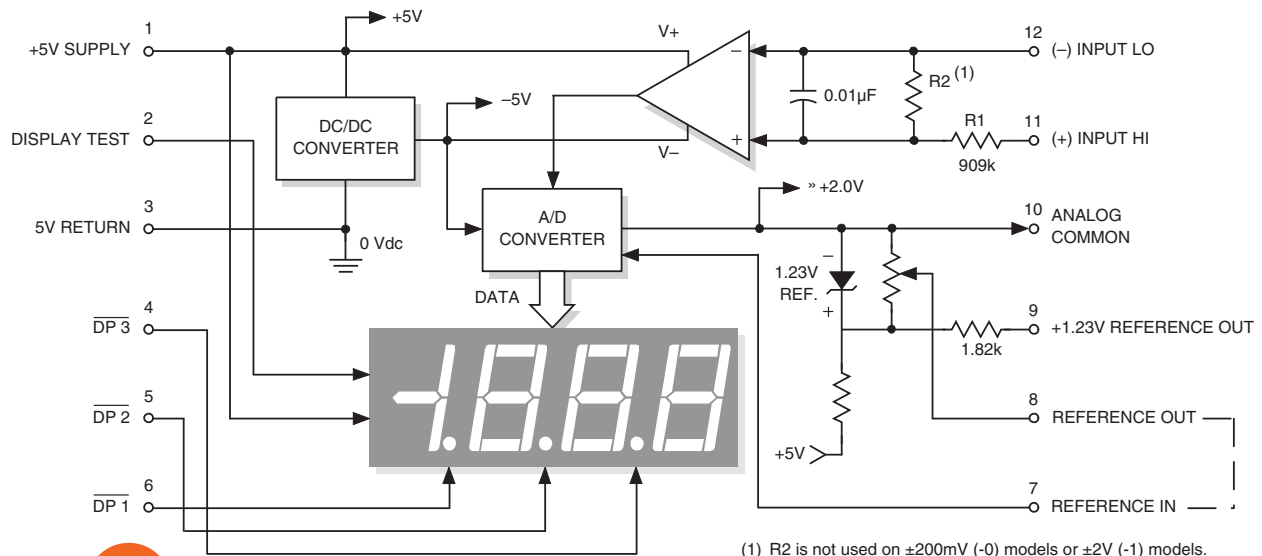 +5V SUPPLY 1
+5V
V+
12 (–) INPUT LO
–
R2 (1)
0.01µF
–5V
DC/DC
CONVERTER
DISPLAY TEST 2
V–
+
R1
909k
11 (+) INPUT HI
» +2.0V
5V RETURN 3
0 Vdc
A/D
CONVERTER
10 ANALOG
COMMON
–
1.23V
REF.
+
DATA
DP 3 4
9 +1.23V REFERENCE OUT
1.82k
-1.8.8.8
DP 2 5
8 REFERENCE OUT
+5V
DP 1 6
7 REFERENCE IN
(1) R2 is not used on ±200mV (-0) models or ±2V (-1) models.